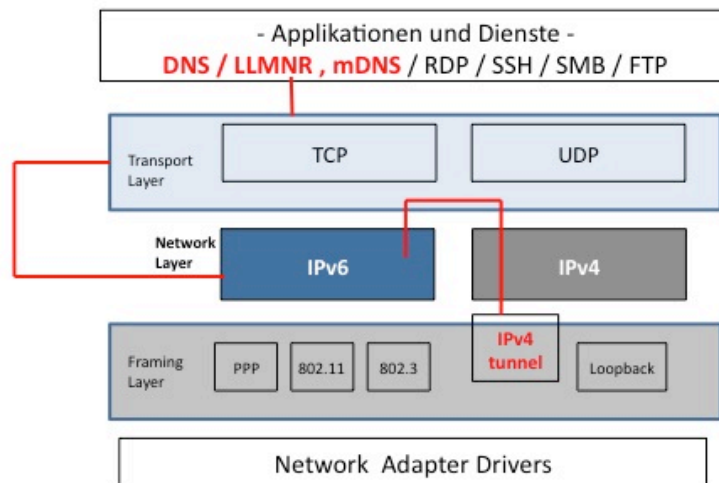 - Applikationen und Dienste -
DNS / LLMNR , mDNS / RDP / SSH / SMB / FTP
Transport
Layer
TCP
UDP
Network
Layer
IPv6
IPv4
Framing
Layer
PPP
802.11
802.3
IPv4
tunnel
Loopback
Network Adapter Drivers